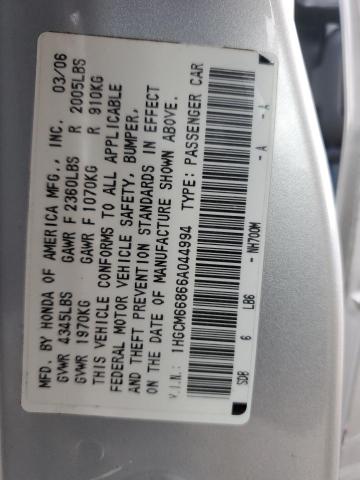 MFD. BY HONDA OF AMERICA MFG., INC. 03/06
GVWR 4345LBS GAWR F 2360LBS R 2005LBS
GVWR 1970KG GAWR F 1070KG R 910KG
THIS VEHICLE CONFORMS TO ALL APPLICABLE
FEDERAL MOTOR VEHICLE SAFETY, BUMPER,
AND THEFT PREVENTION STANDARDS IN EFFECT
ON THE DATE OF MANUFACTURE SHOWN ABOVE.
V.I.N.: 1HGCM66866A044994 TYPE: PASSENGER CAR
SDB 6 LB6 - NH700M - A - A